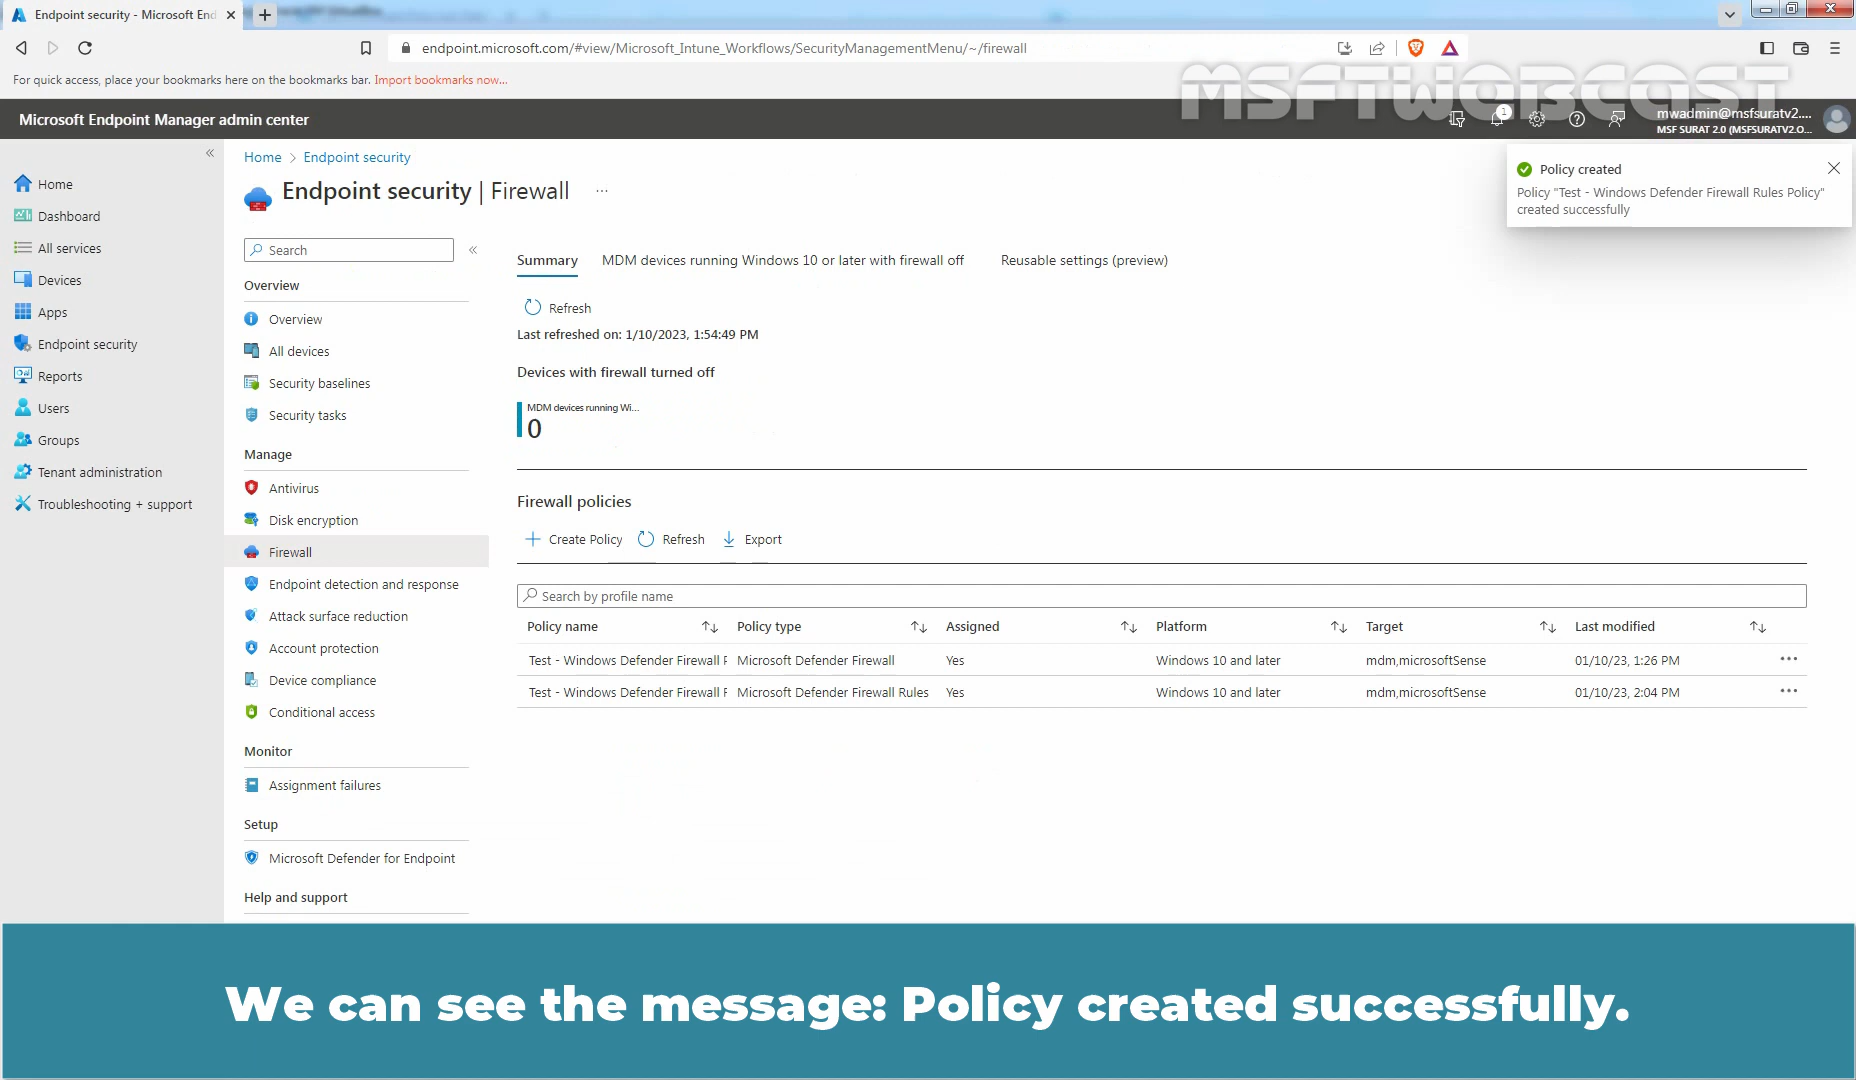 Endpoint security - Microsoft End
endpoint.microsoft.com/#view/Microsoft_Intune_Workflows/SecurityManagementMenu/~/firewall
For quick access, place your bookmarks here on the bookmarks bar. Import bookmarks now...
MSFTWEBCAST
Microsoft Endpoint Manager admin center
1
mwadmin@msfsuratv2....
MSF SURAT 2.0 (MSFSURATV2.O...
Home
Dashboard
All services
Devices
Apps
Endpoint security
Reports
Users
Groups
Tenant administration
Troubleshooting + support
Home > Endpoint security
Endpoint security | Firewall ...
Search
Overview
Overview
All devices
Security baselines
Security tasks
Manage
Antivirus
Disk encryption
Firewall
Endpoint detection and response
Attack surface reduction
Account protection
Device compliance
Conditional access
Monitor
Assignment failures
Setup
Microsoft Defender for Endpoint
Help and support
Policy created
Policy "Test - Windows Defender Firewall Rules Policy"
created successfully
Summary MDM devices running Windows 10 or later with firewall off Reusable settings (preview)
Refresh
Last refreshed on: 1/10/2023, 1:54:49 PM
Devices with firewall turned off
MDM devices running Wi...
0
Firewall policies
Create Policy Refresh Export
Search by profile name
Policy name Policy type Assigned Platform Target Last modified
Test - Windows Defender Firewall P Microsoft Defender Firewall Yes Windows 10 and later mdm,microsoftSense 01/10/23, 1:26 PM ...
Test - Windows Defender Firewall R Microsoft Defender Firewall Rules Yes Windows 10 and later mdm,microsoftSense 01/10/23, 2:04 PM ...
We can see the message: Policy created successfully.